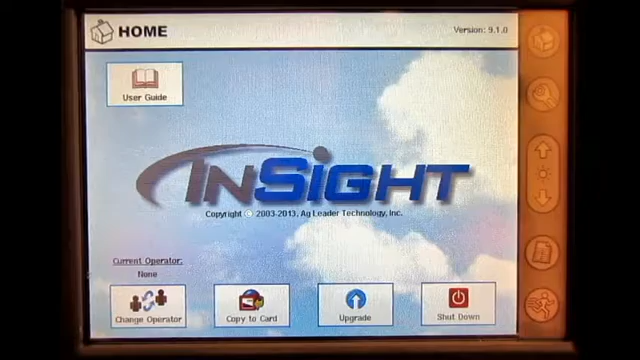 HOME
Version: 9.1.0
User Guide
INSIGHT
Copyright © 2003-2013, Ag Leader Technology, Inc.
Current Operator:
None
Change Operator
Copy to Card
Upgrade
Shut Down